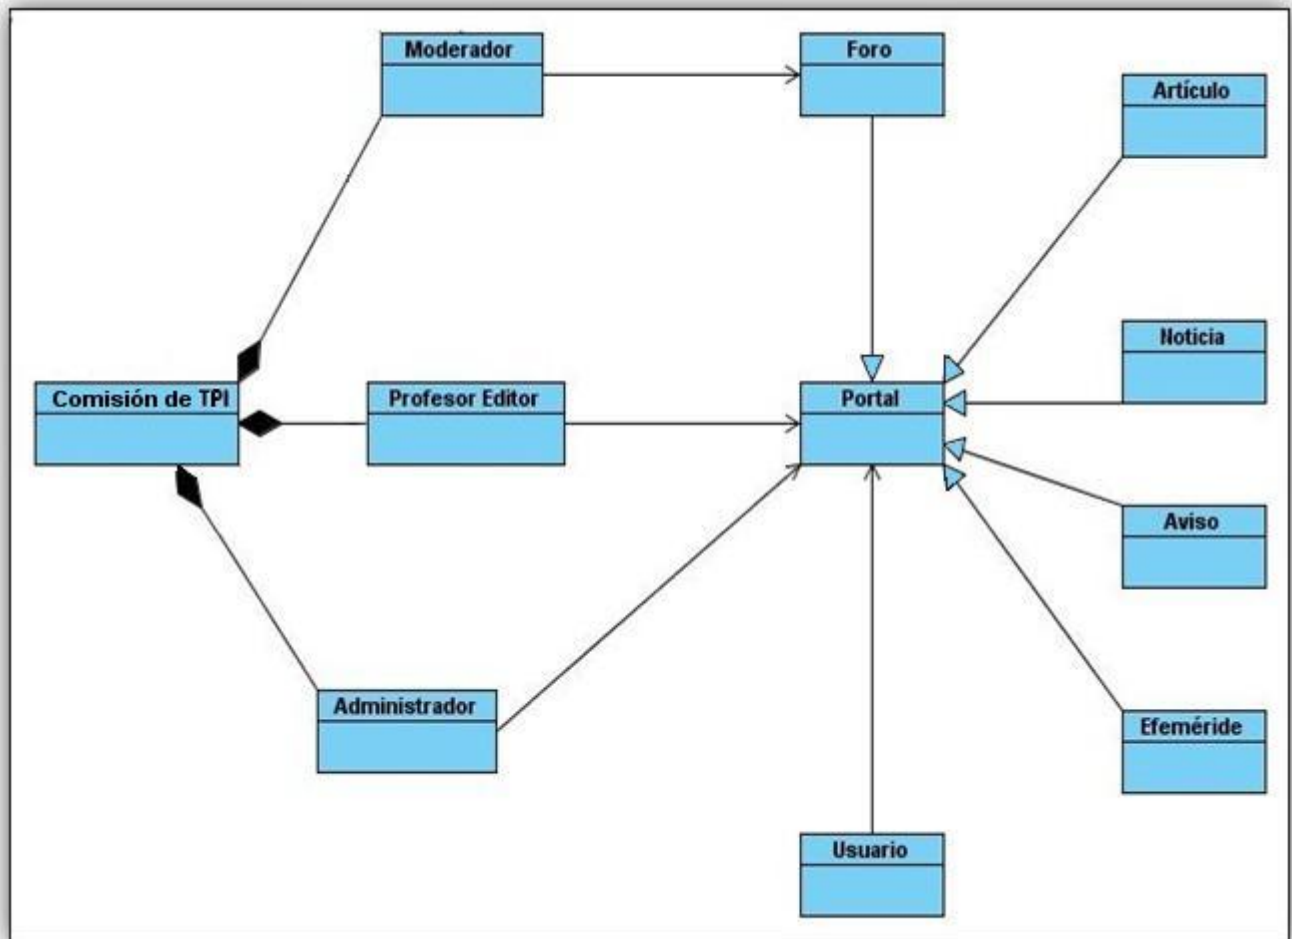 Moderador
Foro
Artículo
Noticia
Comisión de TPI
Profesor Editor
Portal
Aviso
Administrador
Efeméride
Usuario